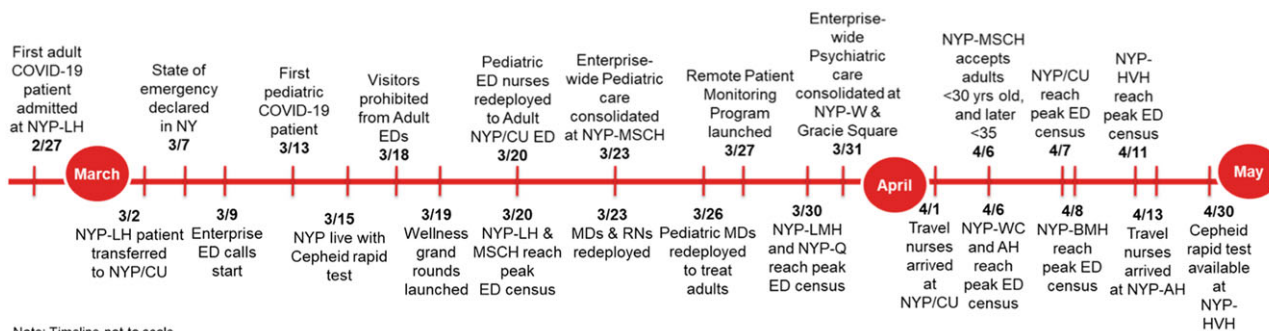 First adult
COVID-19
patient
admitted
at NYP-LH
2/27
State of
emergency
declared
in NY
3/7
First
pediatric
COVID-19
patient
3/13
Visitors
prohibited
from Adult
EDs
3/18
Pediatric
ED nurses
redeployed
to Adult
NYP/CU ED
3/20
Enterprise-
wide Pediatric
care
consolidated
at NYP-MSCH
3/23
Remote Patient
Monitoring
Program
launched
3/27
Enterprise-
wide
Psychiatric
care
consolidated at
NYP-W &
Gracie Square
3/31
NYP-MSCH
accepts
adults
<30 yrs old,
and later
<35
4/6
NYP/CU
reach
peak ED
census
4/7
NYP-
HVH
reach
peak ED
census
4/11
March
April
May
3/2
NYP-LH patient
transferred
to NYP/CU
3/9
Enterprise
ED calls
start
3/15
NYP live with
Cepheid rapid
test
3/19
Wellness
grand
rounds
launched
3/20
NYP-LH &
MSCH reach
peak
ED census
3/23
MDs & RNs
redeployed
3/26
Pediatric MDs
redeployed
to treat
adults
3/30
NYP-LMH
and NYP-Q
reach peak
ED census
4/1
Travel
nurses
arrived
at
NYP/CU
4/6
NYP-WC
and AH
reach
peak ED
census
4/8
NYP-BMH
reach
peak ED
census
4/13
Travel
nurses
arrived
at NYP-AH
4/30
Cepheid
rapid test
available
at
NYP-
HVH
Note: Timeline not to scale